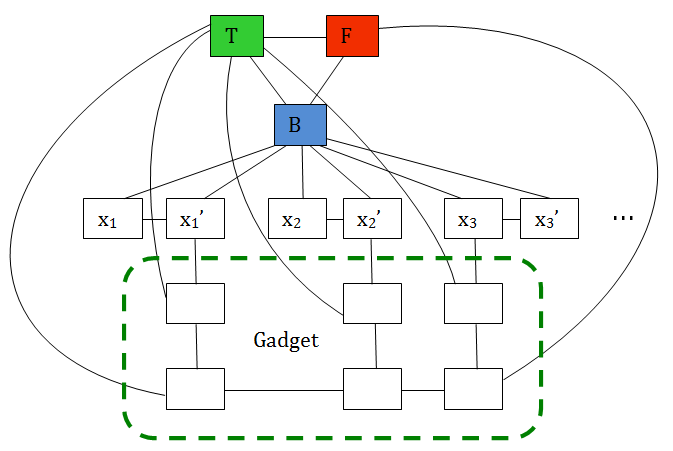 T
F
B
x₁
x₁’
x₂
x₂’
x₃
x₃’
...
Gadget